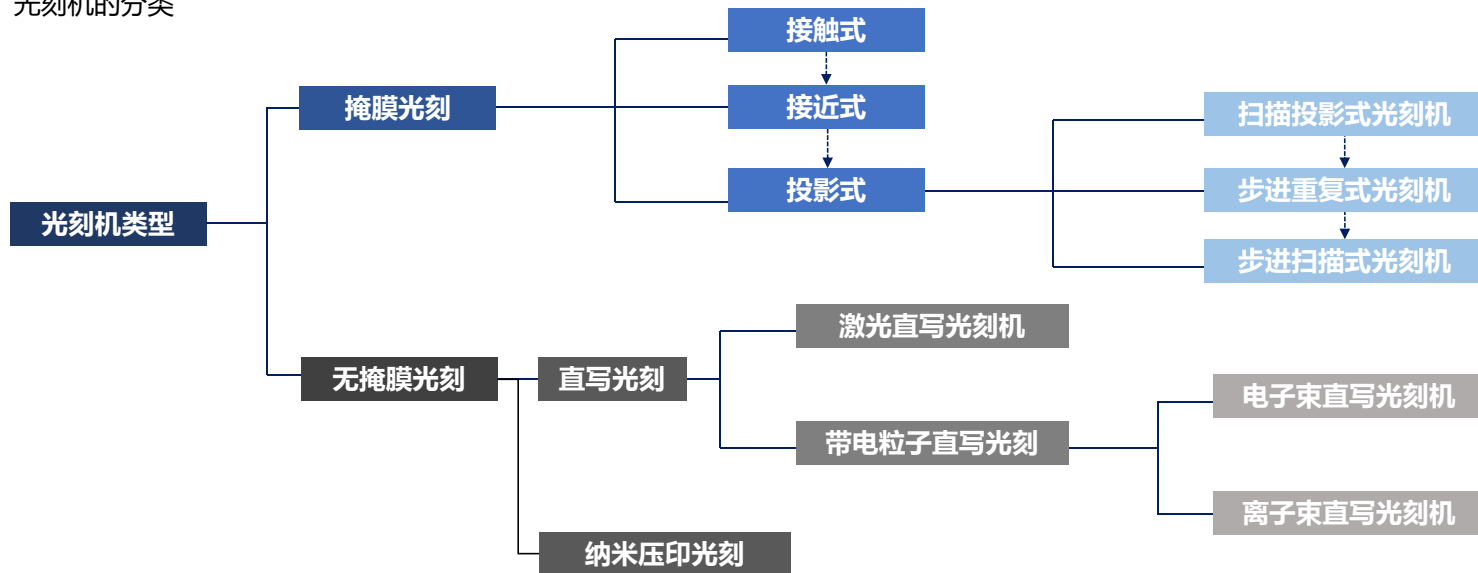 光刻机的分类
光刻机类型
掩膜光刻
接触式
接近式
投影式
扫描投影式光刻机
步进重复式光刻机
步进扫描式光刻机
无掩膜光刻
直写光刻
激光直写光刻机
带电粒子直写光刻
电子束直写光刻机
离子束直写光刻机
纳米压印光刻